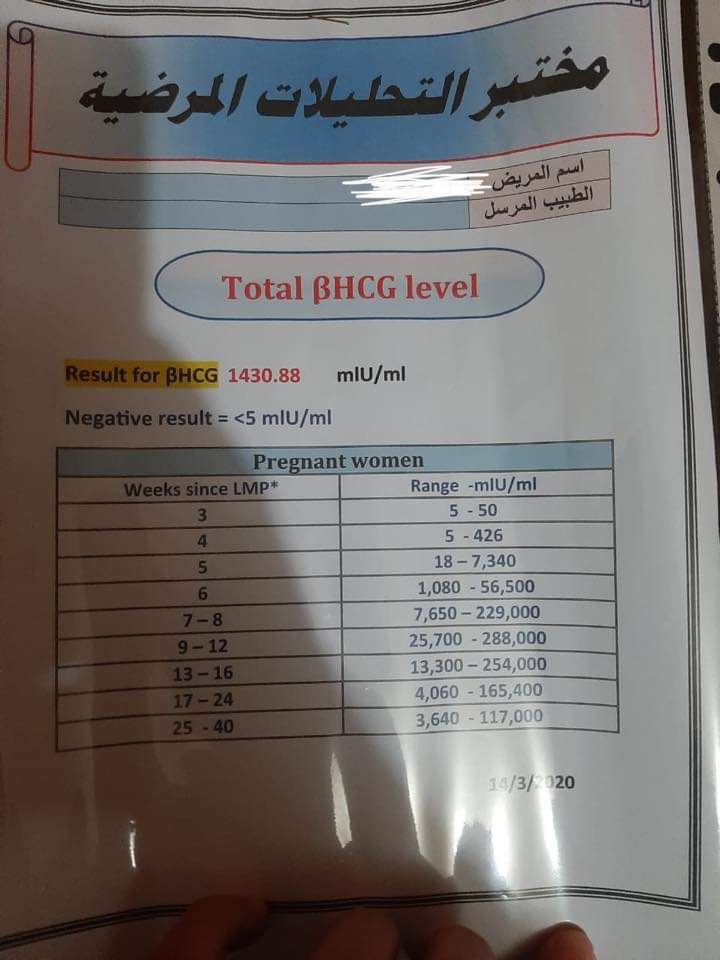 مختبر التحليلات المرضية
اسم المريض
الطبيب المرسل
Total βHCG level
Result for βHCG 1430.88 mlU/ml
Negative result = <5 mlU/ml
Pregnant women
Weeks since LMP* Range -mlU/ml
3 5 - 50
4 5 - 426
5 18 – 7,340
6 1,080 - 56,500
7 – 8 7,650 – 229,000
9 – 12 25,700 - 288,000
13 – 16 13,300 – 254,000
17 – 24 4,060 - 165,400
25 - 40 3,640 - 117,000
14/3/2020